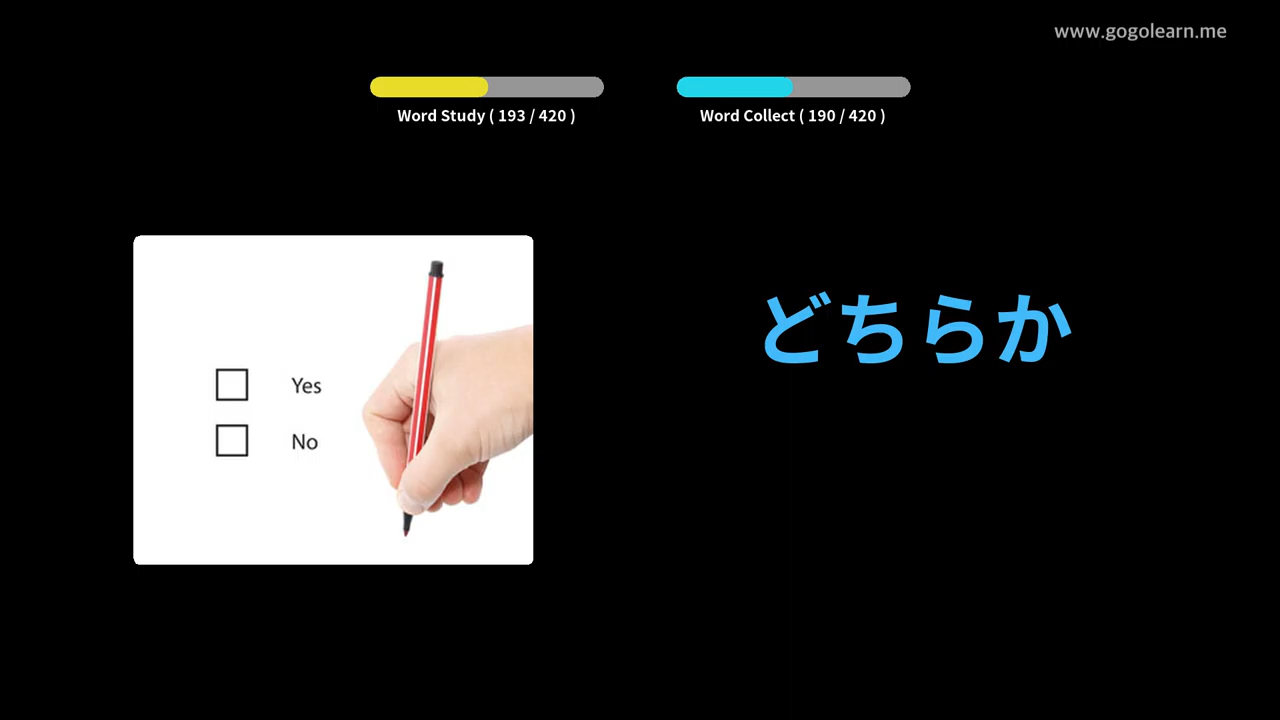 www.gogolearn.me
Word Study ( 193 / 420 )
Word Collect ( 190 / 420 )
Yes
No
どちらか